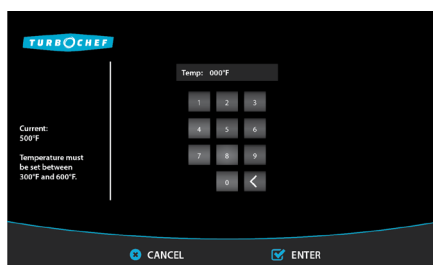 TURBOCHEF
Temp: 000°F
1 2 3
4 5 6
7 8 9
0 <
Current:
500°F
Temperature must
be set between
300°F and 600°F.
CANCEL ENTER